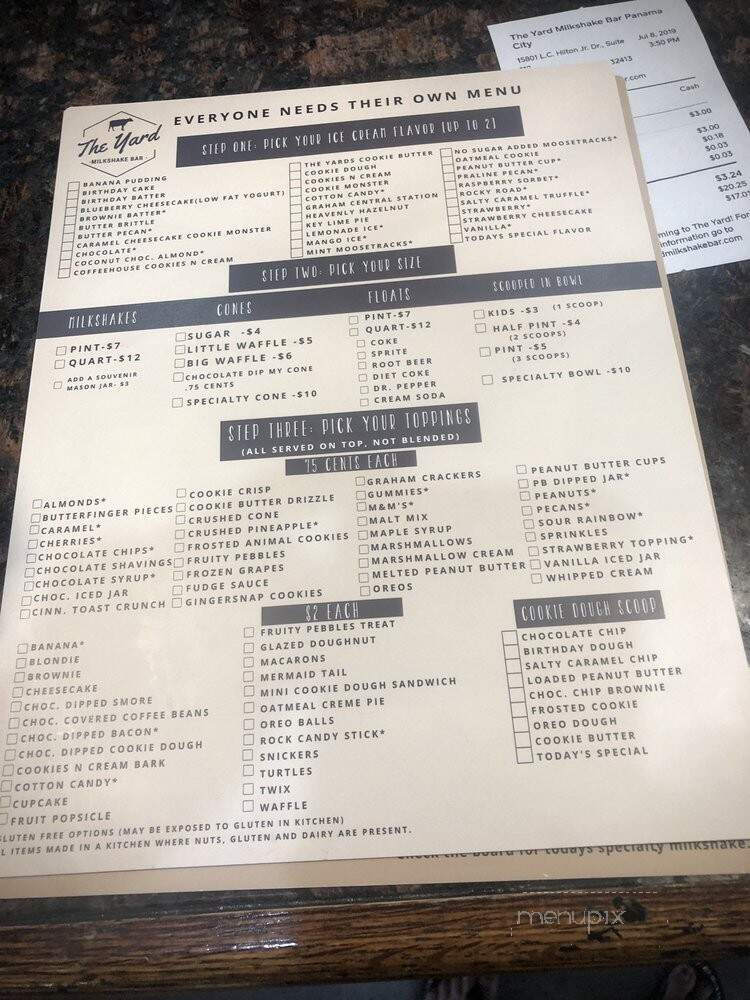 The Yard Milkshake Bar Panama
City
15801 L.C. Hilton Jr. Dr., Suite
Jul 8, 2019
3:50 PM
32413
Cash
$3.00
$3.00
$0.18
$0.03
$0.03
$3.24
$20.25
$17.01
ming to The Yard! For
information go to
dmilkshakebar.com
The Yard
MILKSHAKE BAR
EVERYONE NEEDS THEIR OWN MENU
STEP ONE: PICK YOUR ICE CREAM FLAVOR (UP TO 2)
BANANA PUDDING
BIRTHDAY CAKE
BIRTHDAY BATTER
BLUEBERRY CHEESECAKE(LOW FAT YOGURT)
BROWNIE BATTER*
BUTTER BRITTLE
BUTTER PECAN*
CARAMEL CHEESECAKE COOKIE MONSTER
CHOCOLATE*
COCONUT CHOC. ALMOND*
COFFEEHOUSE COOKIES N CREAM
THE YARDS COOKIE BUTTER
COOKIE DOUGH
COOKIES N CREAM
COOKIE MONSTER
COTTON CANDY*
GRAHAM CENTRAL STATION
HEAVENLY HAZELNUT
KEY LIME PIE
LEMONADE ICE*
MANGO ICE*
MINT MOOSETRACKS*
NO SUGAR ADDED MOOSETRACKS*
OATMEAL COOKIE
PEANUT BUTTER CUP*
PRALINE PECAN*
RASPBERRY SORBET*
ROCKY ROAD*
SALTY CARAMEL TRUFFLE*
STRAWBERRY*
STRAWBERRY CHEESECAKE
VANILLA*
TODAYS SPECIAL FLAVOR
STEP TWO: PICK YOUR SIZE
MILKSHAKES
PINT-$7
QUART-$12
ADD A SOUVENIR
MASON JAR- $3
CONES
SUGAR -$4
LITTLE WAFFLE -$5
BIG WAFFLE -$6
CHOCOLATE DIP MY CONE
.75 CENTS
SPECIALTY CONE -$10
FLOATS
PINT-$7
QUART-$12
COKE
SPRITE
ROOT BEER
DIET COKE
DR. PEPPER
CREAM SODA
SCOOPED IN BOWL
KIDS -$3 (1 SCOOP)
HALF PINT -$4
(2 SCOOPS)
PINT -$5
(3 SCOOPS)
SPECIALTY BOWL -$10
STEP THREE: PICK YOUR TOPPINGS
(ALL SERVED ON TOP, NOT BLENDED)
75 CENTS EACH
ALMONDS*
BUTTERFINGER PIECES
CARAMEL*
CHERRIES*
CHOCOLATE CHIPS*
CHOCOLATE SHAVINGS
CHOCOLATE SYRUP*
CHOC. ICED JAR
CINN. TOAST CRUNCH
COOKIE CRISP
COOKIE BUTTER DRIZZLE
CRUSHED CONE
CRUSHED PINEAPPLE*
FROSTED ANIMAL COOKIES
FRUITY PEBBLES
FROZEN GRAPES
FUDGE SAUCE
GINGERSNAP COOKIES
GRAHAM CRACKERS
GUMMIES*
M&M'S*
MALT MIX
MAPLE SYRUP
MARSHMALLOWS
MARSHMALLOW CREAM
MELTED PEANUT BUTTER
OREOS
PEANUT BUTTER CUPS
PB DIPPED JAR*
PEANUTS*
PECANS*
SOUR RAINBOW*
SPRINKLES
STRAWBERRY TOPPING*
VANILLA ICED JAR
WHIPPED CREAM
$2 EACH
BANANA*
BLONDIE
BROWNIE
CHEESECAKE
CHOC. DIPPED SMORE
CHOC. COVERED COFFEE BEANS
CHOC. DIPPED BACON*
CHOC. DIPPED COOKIE DOUGH
COOKIES N CREAM BARK
COTTON CANDY*
CUPCAKE
FRUIT POPSICLE
FRUITY PEBBLES TREAT
GLAZED DOUGHNUT
MACARONS
MERMAID TAIL
MINI COOKIE DOUGH SANDWICH
OATMEAL CREME PIE
OREO BALLS
ROCK CANDY STICK*
SNICKERS
TURTLES
TWIX
WAFFLE
COOKIE DOUGH SCOOP
CHOCOLATE CHIP
BIRTHDAY DOUGH
SALTY CARAMEL CHIP
LOADED PEANUT BUTTER
CHOC. CHIP BROWNIE
FROSTED COOKIE
OREO DOUGH
COOKIE BUTTER
TODAY'S SPECIAL
GLUTEN FREE OPTIONS (MAY BE EXPOSED TO GLUTEN IN KITCHEN)
L ITEMS MADE IN A KITCHEN WHERE NUTS, GLUTEN AND DAIRY ARE PRESENT.
Check the board for todays specialty milkshake.
menupix